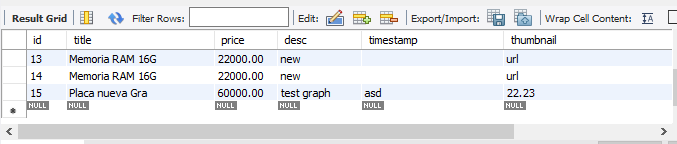 Result Grid Filter Rows: Edit: Export/Import: Wrap Cell Content: IA
id title price desc timestamp thumbnail
13 Memoria RAM 16G 22000.00 new url
14 Memoria RAM 16G 22000.00 new url
15 Placa nueva Gra 60000.00 test graph asd 22.23
NULL NULL NULL NULL NULL NULL